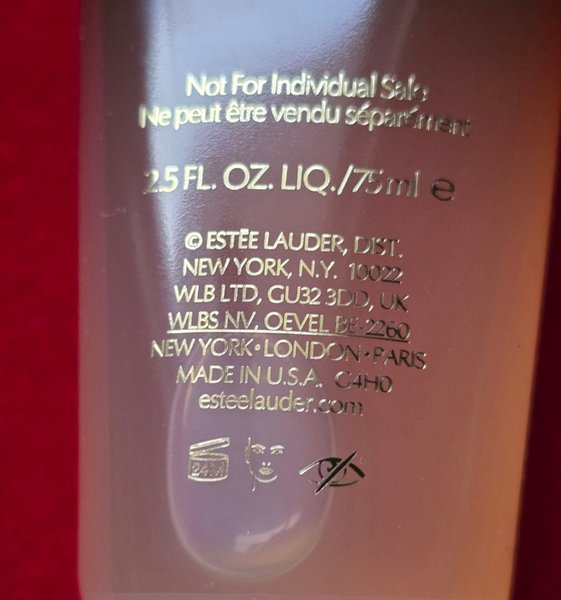 Not For Individual Sale
Ne peut être vendu séparément
2.5 FL. OZ. LIQ./75 ml ℮
© ESTĒE LAUDER, DIST.
NEW YORK, N.Y. 10022
WLB LTD, GU32 3DD, UK
WLBS NV, OEVEL BE-2260
NEW YORK•LONDON•PARIS
MADE IN U.S.A. G4H0
esteelauder.com
24M